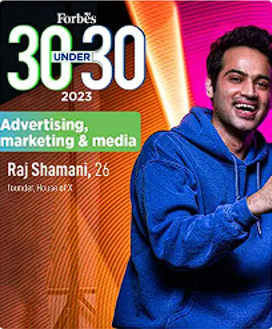 Forbes
30 UNDER 30
2023
Advertising,
marketing & media
Raj Shamani, 26
founder, House of X